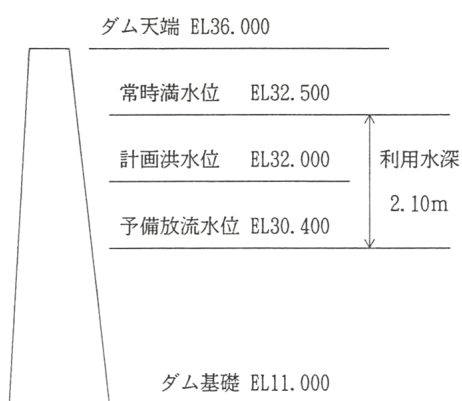 ダム天端 EL36.000
常時満水位 EL32.500
計画洪水位 EL32.000
利用水深
2.10m
予備放流水位 EL30.400
ダム基礎 EL11.000